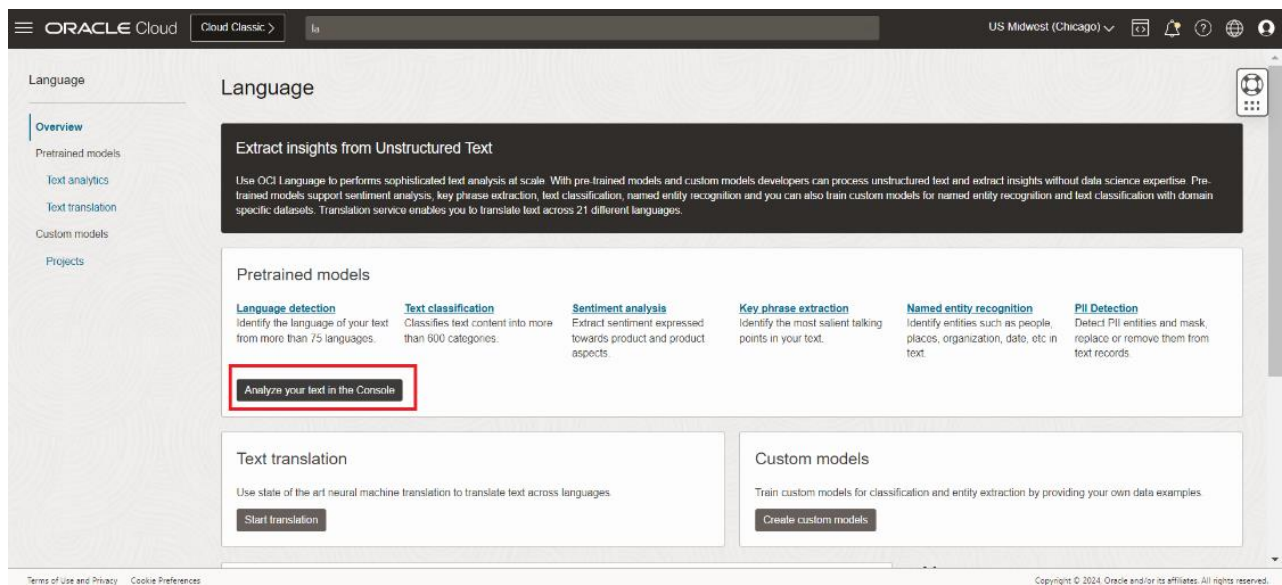 ORACLE Cloud
Cloud Classic >
la
US Midwest (Chicago)
Language
Overview
Pretrained models
Text analytics
Text translation
Custom models
Projects
Language
Extract insights from Unstructured Text
Use OCI Language to performs sophisticated text analysis at scale. With pre-trained models and custom models developers can process unstructured text and extract insights without data science expertise. Pre-
trained models support sentiment analysis, key phrase extraction, text classification, named entity recognition and you can also train custom models for named entity recognition and text classification with domain
specific datasets. Translation service enables you to translate text across 21 different languages.
Pretrained models
Language detection
Identify the language of your text
from more than 75 languages.
Text classification
Classifies text content into more
than 600 categories.
Sentiment analysis
Extract sentiment expressed
towards product and product
aspects.
Key phrase extraction
Identify the most salient talking
points in your text.
Named entity recognition
Identify entities such as people,
places, organization, date, etc in
text.
PII Detection
Detect PII entities and mask,
replace or remove them from
text records.
Analyze your text in the Console
Text translation
Use state of the art neural machine translation to translate text across languages.
Start translation
Custom models
Train custom models for classification and entity extraction by providing your own data examples.
Create custom models
Terms of Use and Privacy Cookie Preferences
Copyright © 2024, Oracle and/or its affiliates. All rights reserved.